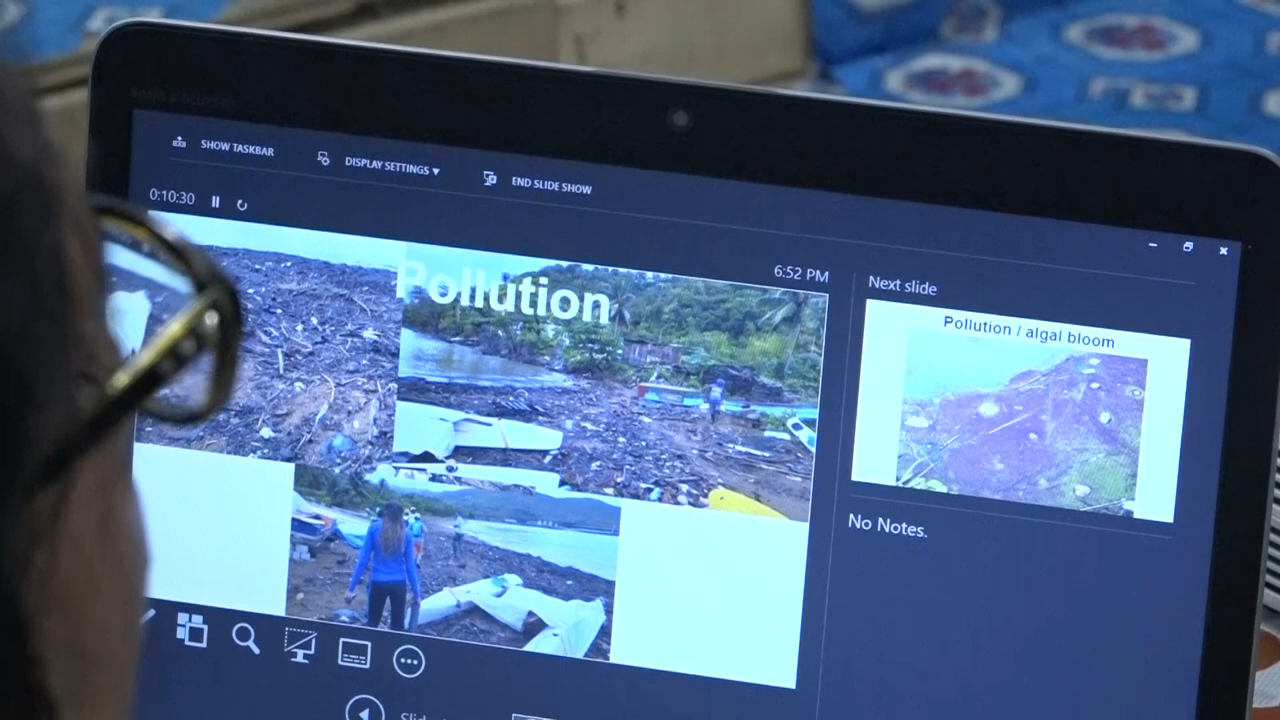 SHOW TASKBAR
DISPLAY SETTINGS ▼
END SLIDE SHOW
0:10:30
6:52 PM
Pollution
Next slide
Pollution / algal bloom
No Notes.